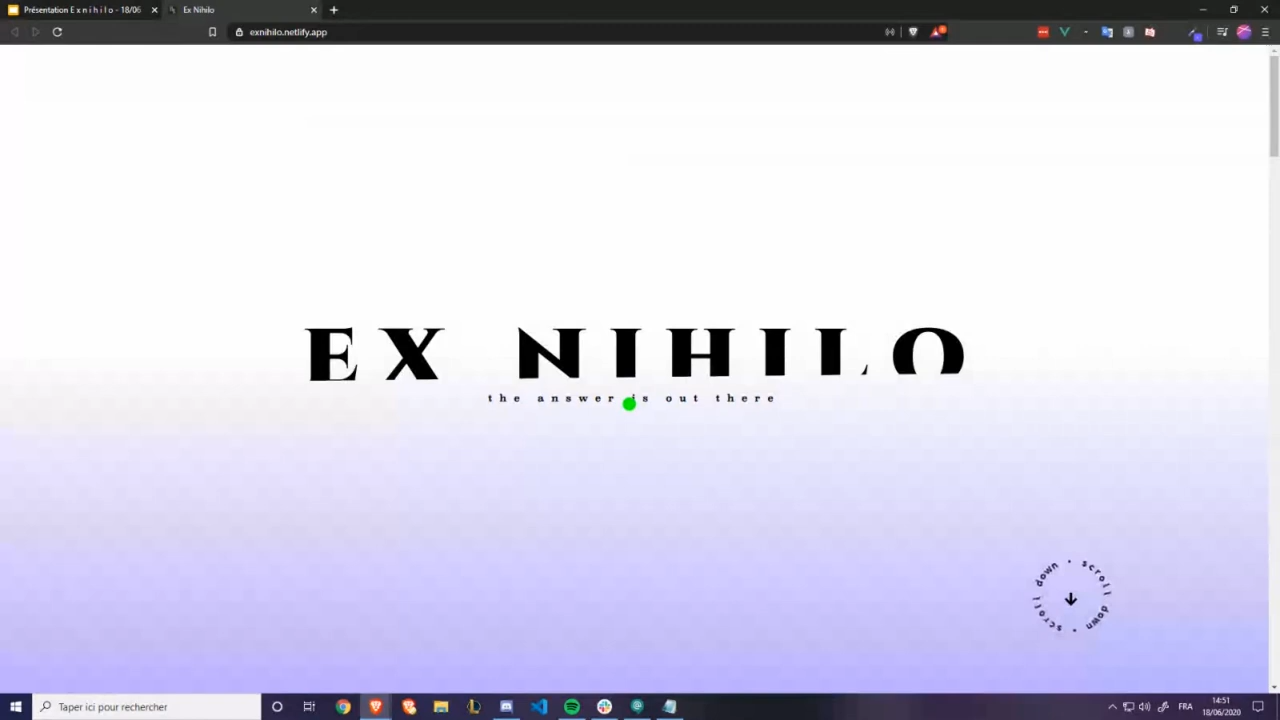 Présentation E x n i h i l o - 18/06
Ex Nihilo
exnihilo.netlify.app
EX NIHILO
the answer is out there
scroll down • scroll down •
Taper ici pour rechercher
FRA
14:51
18/06/2020